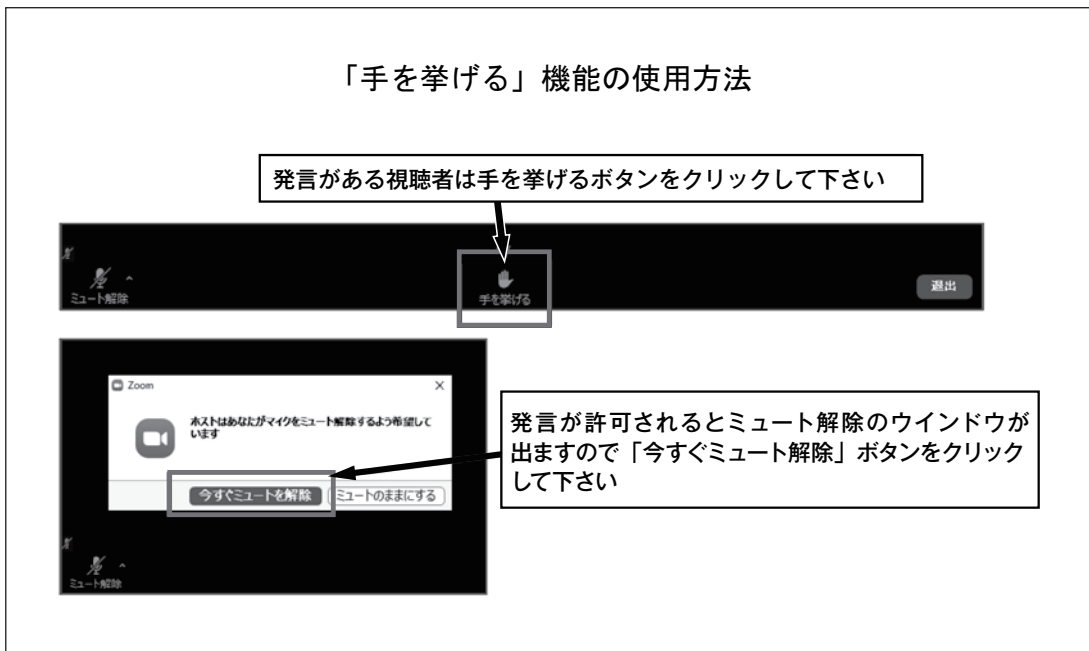 「手を挙げる」機能の使用方法
発言がある視聴者は手を挙げるボタンをクリックして下さい
ミュート解除
手を挙げる
退出
Zoom
ホストはあなたがマイクをミュート解除するよう希望して
います
今すぐミュートを解除
ミュートのままにする
発言が許可されるとミュート解除のウインドウが
出ますので「今すぐミュート解除」ボタンをクリック
して下さい
ミュート解除